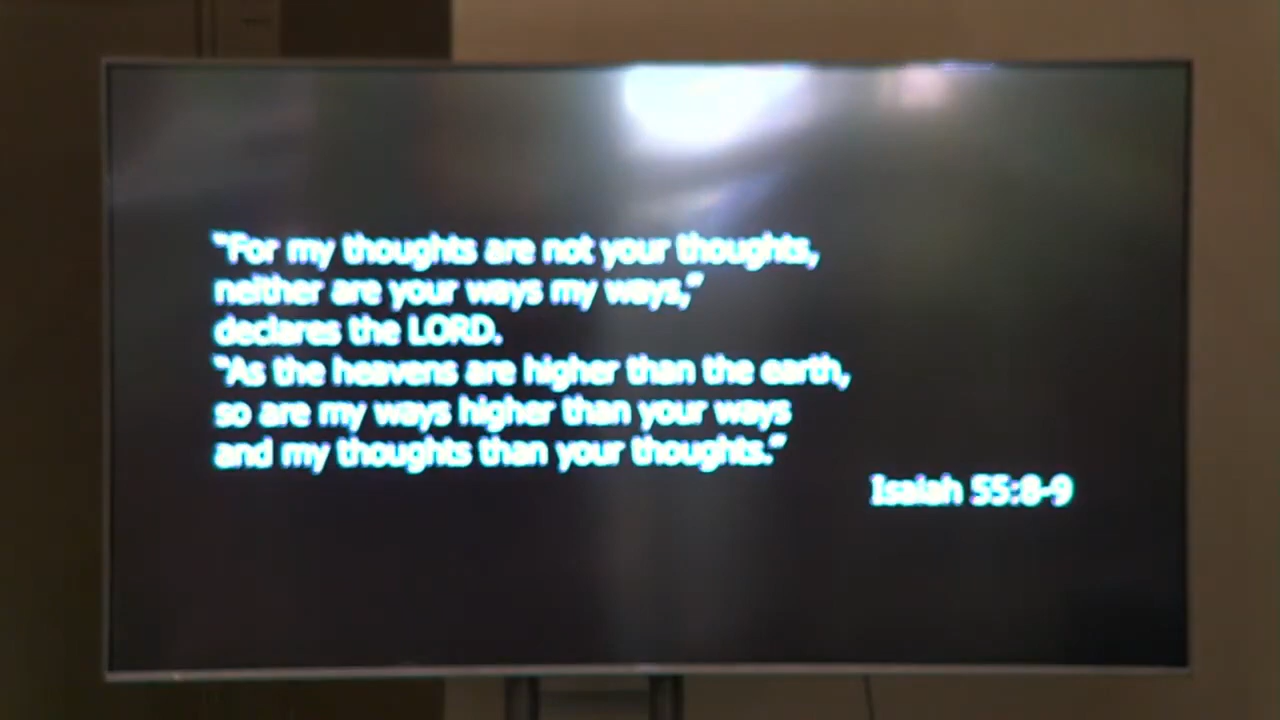 “For my thoughts are not your thoughts,
neither are your ways my ways,”
declares the LORD.
“As the heavens are higher than the earth,
so are my ways higher than your ways
and my thoughts than your thoughts.”
Isaiah 55:8-9